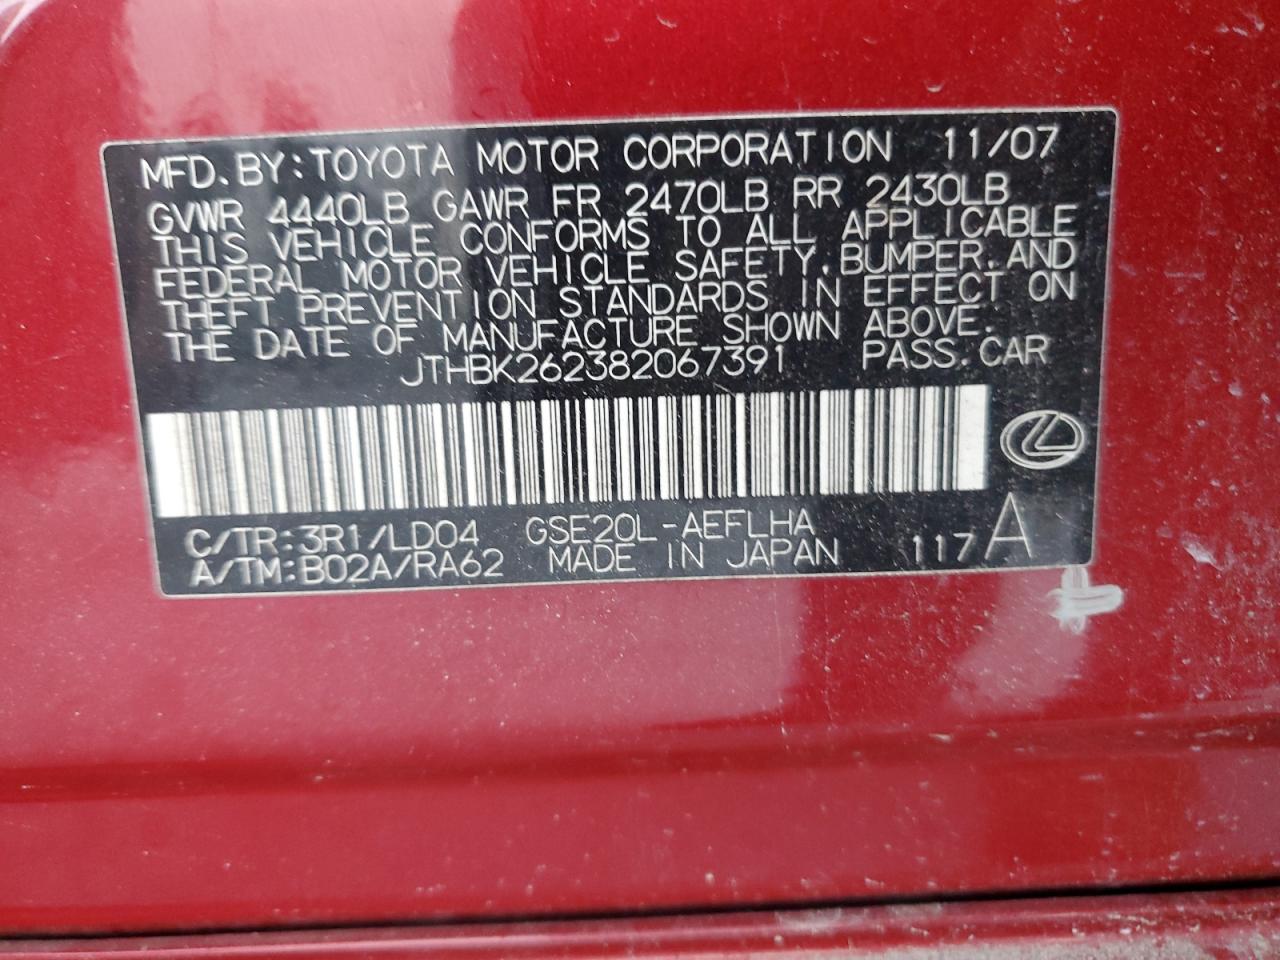 MFD. BY: TOYOTA MOTOR CORPORATION 11/07
GVWR 4440LB GAWR FR 2470LB RR 2430LB
THIS VEHICLE CONFORMS TO ALL APPLICABLE
FEDERAL MOTOR VEHICLE SAFETY, BUMPER, AND
THEFT PREVENTION STANDARDS IN EFFECT ON
THE DATE OF MANUFACTURE SHOWN ABOVE.
JTHBK262382067391 PASS. CAR
C/TR: 3R1/LD04 GSE20L-AEFLHA
A/TM: B02A/RA62 MADE IN JAPAN 117 A